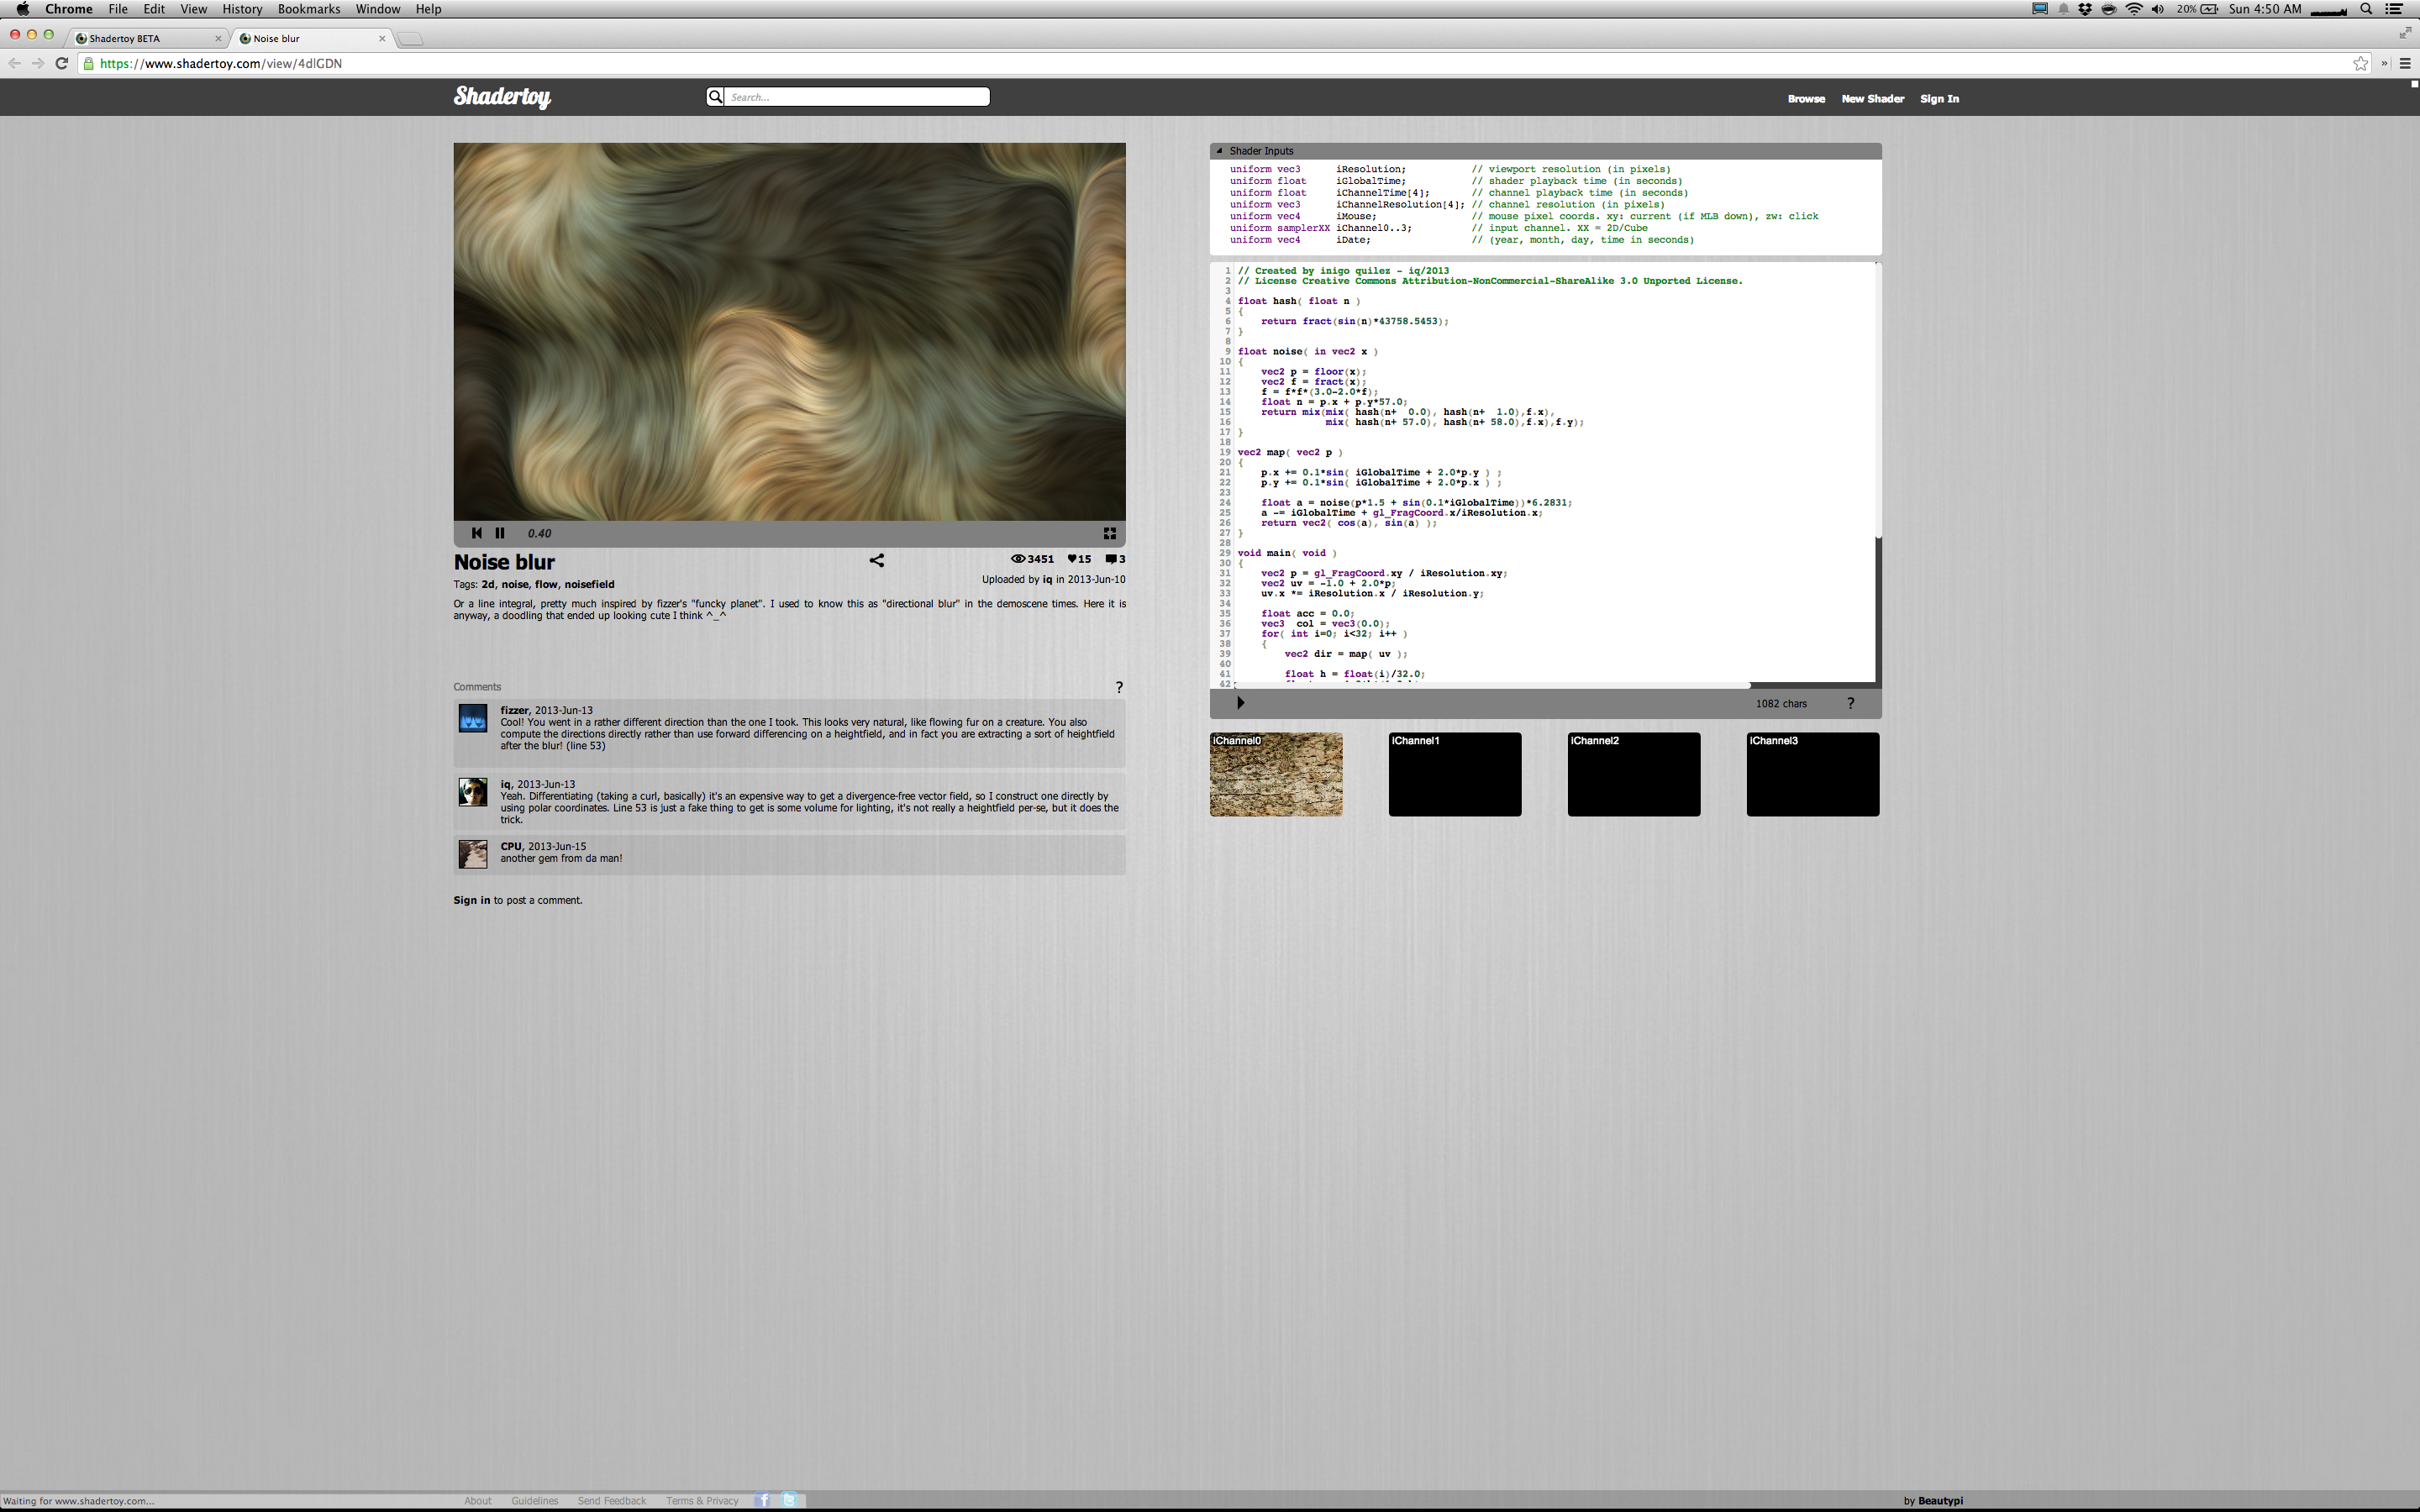 Chrome File Edit View History Bookmarks Window Help 20% Sun 4:50 AM
Shadertoy BETA Noise blur
https://www.shadertoy.com/view/4dlGDN
Shadertoy Search... Browse New Shader Sign In
0.40
Noise blur 3451 15 3
Tags: 2d, noise, flow, noisefield Uploaded by iq in 2013-Jun-10
Or a line integral, pretty much inspired by fizzer's "funcky planet". I used to know this as "directional blur" in the demoscene times. Here it is
anyway, a doodling that ended up looking cute I think ^_^
Comments ?
fizzer, 2013-Jun-13
Cool! You went in a rather different direction than the one I took. This looks very natural, like flowing fur on a creature. You also
compute the directions directly rather than use forward differencing on a heightfield, and in fact you are extracting a sort of heightfield
after the blur! (line 53)
iq, 2013-Jun-13
Yeah. Differentiating (taking a curl, basically) it's an expensive way to get a divergence-free vector field, so I construct one directly by
using polar coordinates. Line 53 is just a fake thing to get is some volume for lighting, it's not really a heightfield per-se, but it does the
trick.
CPU, 2013-Jun-15
another gem from da man!
Sign in to post a comment.
Shader Inputs
uniform vec3 iResolution; // viewport resolution (in pixels)
uniform float iGlobalTime; // shader playback time (in seconds)
uniform float iChannelTime[4]; // channel playback time (in seconds)
uniform vec3 iChannelResolution[4]; // channel resolution (in pixels)
uniform vec4 iMouse; // mouse pixel coords. xy: current (if MLB down), zw: click
uniform samplerXX iChannel0..3; // input channel. XX = 2D/Cube
uniform vec4 iDate; // (year, month, day, time in seconds)
1 // Created by inigo quilez - iq/2013
2 // License Creative Commons Attribution-NonCommercial-ShareAlike 3.0 Unported License.
3
4 float hash( float n )
5 {
6 return fract(sin(n)*43758.5453);
7 }
8
9 float noise( in vec2 x )
10 {
11 vec2 p = floor(x);
12 vec2 f = fract(x);
13 f = f*f*(3.0-2.0*f);
14 float n = p.x + p.y*57.0;
15 return mix(mix( hash(n+ 0.0), hash(n+ 1.0),f.x),
16 mix( hash(n+ 57.0), hash(n+ 58.0),f.x),f.y);
17 }
18
19 vec2 map( vec2 p )
20 {
21 p.x += 0.1*sin( iGlobalTime + 2.0*p.y ) ;
22 p.y += 0.1*sin( iGlobalTime + 2.0*p.x ) ;
23
24 float a = noise(p*1.5 + sin(0.1*iGlobalTime))*6.2831;
25 a -= iGlobalTime + gl_FragCoord.x/iResolution.x;
26 return vec2( cos(a), sin(a) );
27 }
28
29 void main( void )
30 {
31 vec2 p = gl_FragCoord.xy / iResolution.xy;
32 vec2 uv = -1.0 + 2.0*p;
33 uv.x *= iResolution.x / iResolution.y;
34
35 float acc = 0.0;
36 vec3 col = vec3(0.0);
37 for( int i=0; i<32; i++ )
38 {
39 vec2 dir = map( uv );
40
41 float h = float(i)/32.0;
42
1082 chars ?
iChannel0 iChannel1 iChannel2 iChannel3
Waiting for www.shadertoy.com... About Guidelines Send Feedback Terms & Privacy by Beautypi